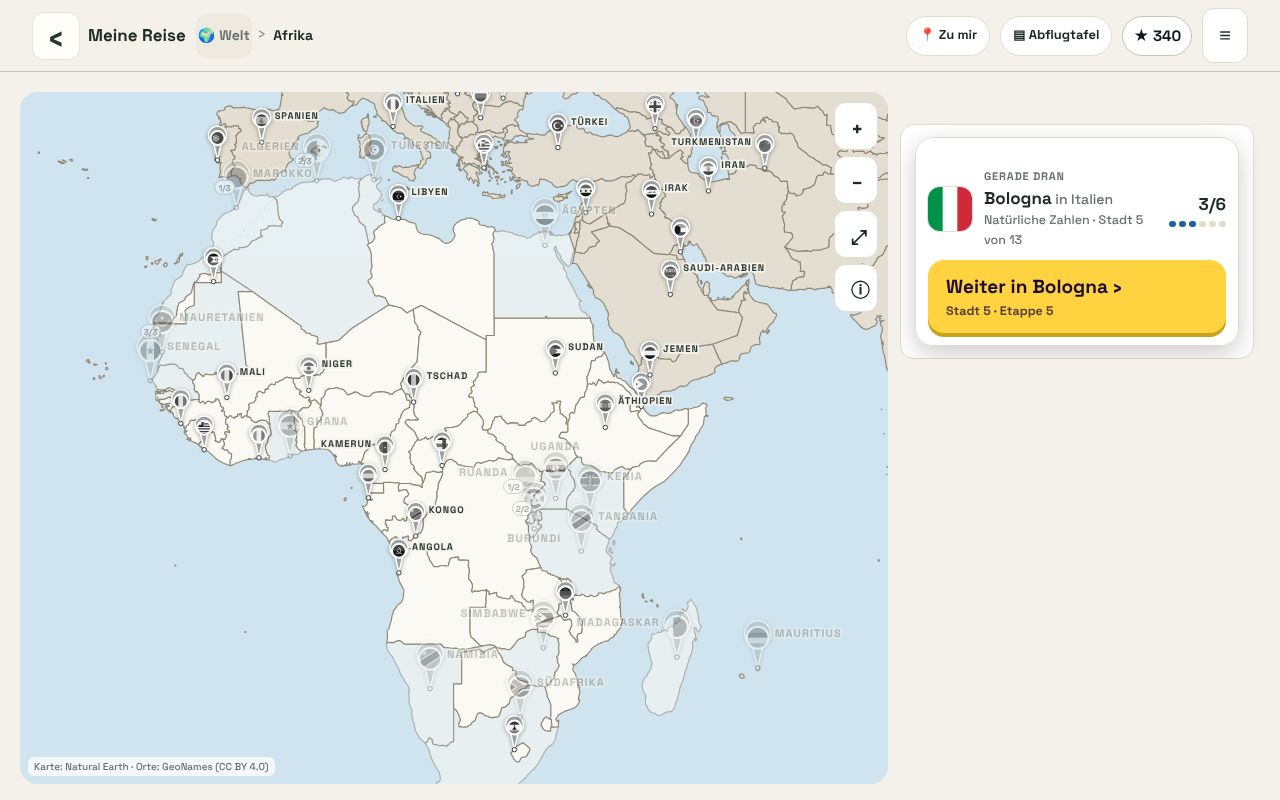 < Meine Reise 🌍 Welt > Afrika
📍 Zu mir
▤ Abflugtafel
★ 340
≡
ITALIEN
SPANIEN
TÜRKEI
ALGERIEN
2/3
TUNESIEN
TURKMENISTAN
MAROKKO
1/3
IRAN
LIBYEN
IRAK
ÄGYPTEN
SAUDI-ARABIEN
MAURETANIEN
3/3
SENEGAL
SUDAN
JEMEN
MALI
NIGER
TSCHAD
ÄTHIOPIEN
GHANA
KAMERUN
UGANDA
RUANDA
1/2
KENIA
2/2
KONGO
TANSANIA
BURUNDI
ANGOLA
SIMBABWE
MADAGASKAR
MAURITIUS
NAMIBIA
SÜDAFRIKA
+
−
⤢
ⓘ
Karte: Natural Earth · Orte: GeoNames (CC BY 4.0)
GERADE DRAN
Bologna in Italien
3/6
Natürliche Zahlen · Stadt 5
von 13
Weiter in Bologna >
Stadt 5 · Etappe 5